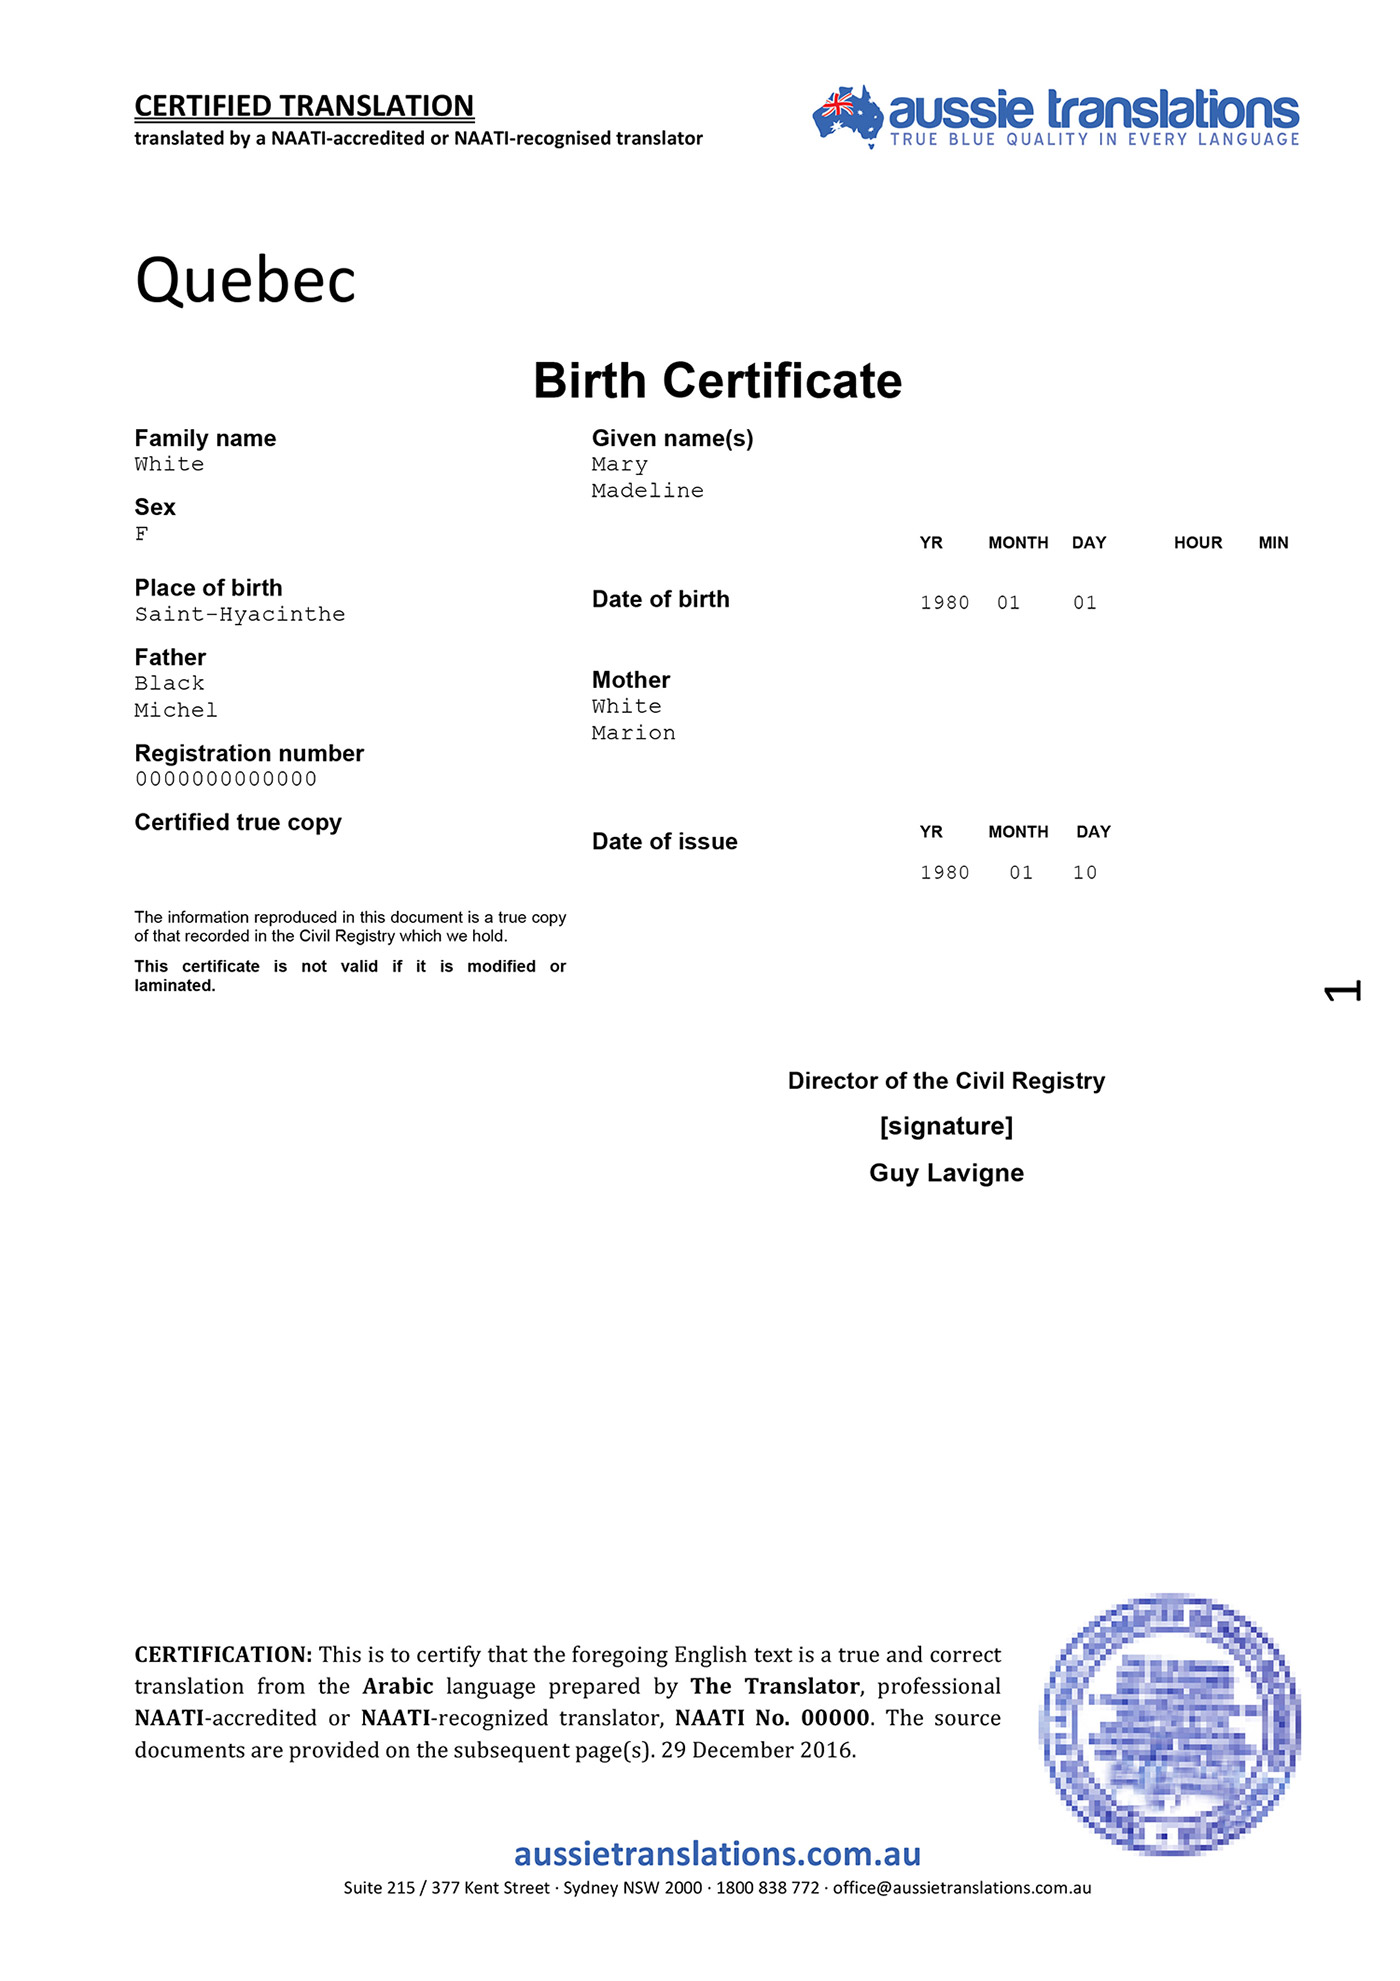 CERTIFIED TRANSLATION
translated by a NAATI-accredited or NAATI-recognised translator
aussie translations
TRUE BLUE QUALITY IN EVERY LANGUAGE
Quebec
Birth Certificate
Family name
White
Given name(s)
Mary
Madeline
Sex
F
YR MONTH DAY HOUR MIN
Place of birth
Saint-Hyacinthe
Date of birth
1980 01 01
Father
Black
Michel
Mother
White
Marion
Registration number
0000000000000
Certified true copy
Date of issue
YR MONTH DAY
1980 01 10
The information reproduced in this document is a true copy
of that recorded in the Civil Registry which we hold.
This certificate is not valid if it is modified or
laminated.
1
Director of the Civil Registry
[signature]
Guy Lavigne
CERTIFICATION: This is to certify that the foregoing English text is a true and correct
translation from the Arabic language prepared by The Translator, professional
NAATI-accredited or NAATI-recognized translator, NAATI No. 00000. The source
documents are provided on the subsequent page(s). 29 December 2016.
aussietranslations.com.au
Suite 215 / 377 Kent Street · Sydney NSW 2000 · 1800 838 772 · office@aussietranslations.com.au